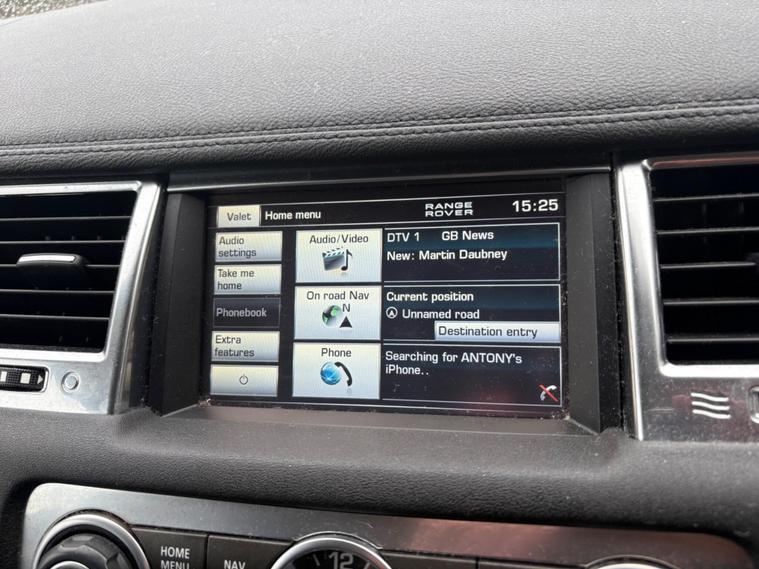 Valet
Home menu
RANGE
ROVER
15:25
Audio
settings
Take me
home
Phonebook
Extra
features
Audio/Video
On road Nav
N
Phone
DTV 1 GB News
New: Martin Daubney
Current position
Unnamed road
Destination entry
Searching for ANTONY's
iPhone..
HOME
MENU
NAV
12